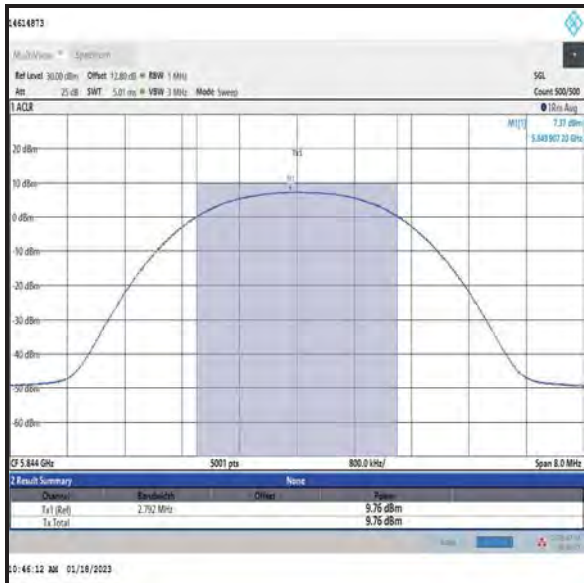 14614873
MultiView Spectrum
Ref Level 30.00 dBm Offset 12.80 dB RBW 1 MHz SGL
Att 25 dB SWT 5.01 ms VBW 3 MHz Mode Sweep Count 500/500
1 ACLR 1Rm Avg
M1[1] 7.37 dBm
GHz
20 dBm
Tx1
10 dBm
M1
0 dBm
-10 dBm
-20 dBm
-30 dBm
-40 dBm
-50 dBm
-60 dBm
CF 5.844 GHz 5001 pts 800.0 kHz/ Span 8.0 MHz
2 Result Summary None
Channel Bandwidth Offset Power
Tx1 (Ref) 2.792 MHz 9.76 dBm
Tx Total 9.76 dBm
10:46:12 AM 01/18/2023